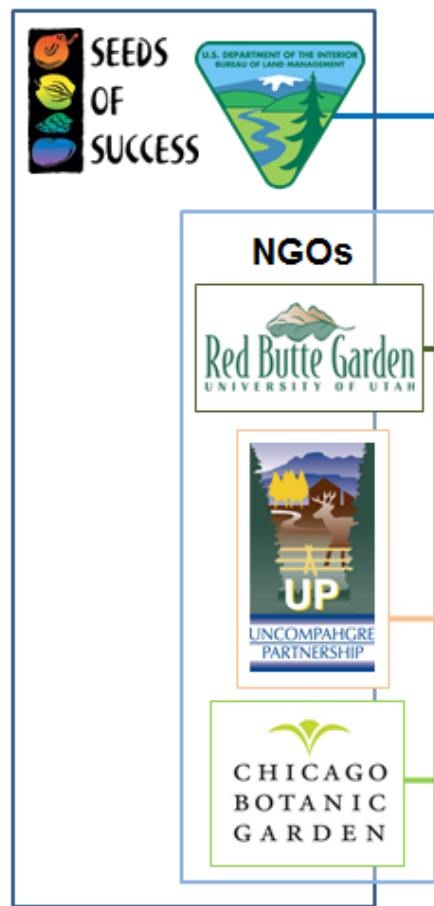 SEEDS
OF
SUCCESS
U.S. DEPARTMENT OF THE INTERIOR
BUREAU OF LAND MANAGEMENT
NGOs
Red Butte Garden
UNIVERSITY OF UTAH
UP
UNCOMPAHGRE
PARTNERSHIP
CHICAGO
BOTANIC
GARDEN